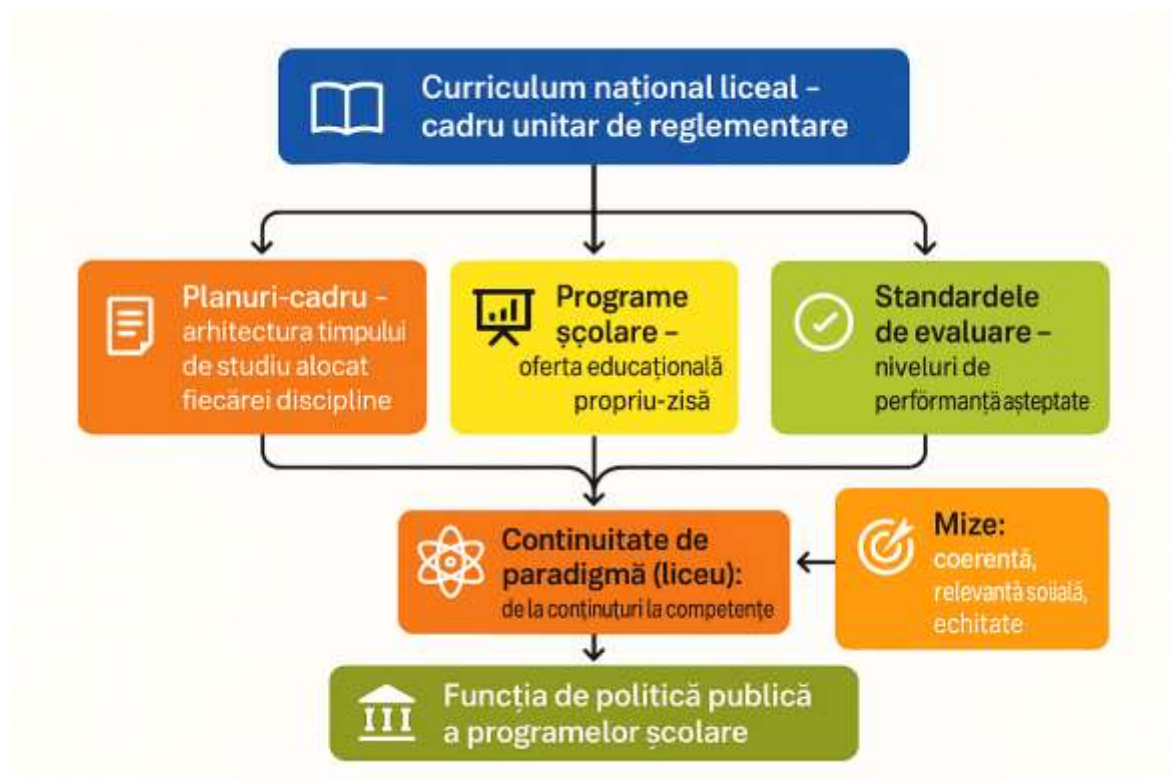 Curriculum național liceal –
cadru unitar de reglementare
Planuri-cadru –
arhitectura timpului
de studiu alocat
fiecărei discipline
Programe
școlare –
oferta educațională
propriu-zisă
Standardele
de evaluare –
niveluri de
perförmanță așteptate
Continuitate de
paradigmă (liceu):
de la conținuturi la competențe
Mize:
coerentă,
relevantă soiială,
echitate
Funcția de politică publică
a programelor școlare